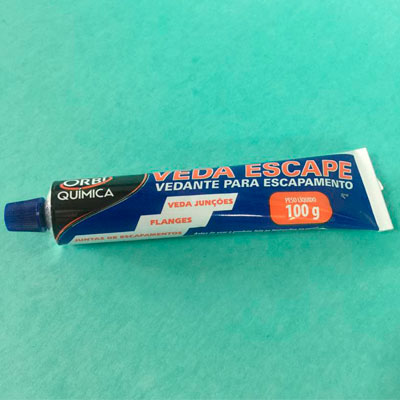 ORBI
QUÍMICA
VEDA ESCAPE
VEDANTE PARA ESCAPAMENTO
VEDA JUNÇÕES
FLANGES
JUNTAS DE ESCAPAMENTOS
PESO LÍQUIDO
100 g